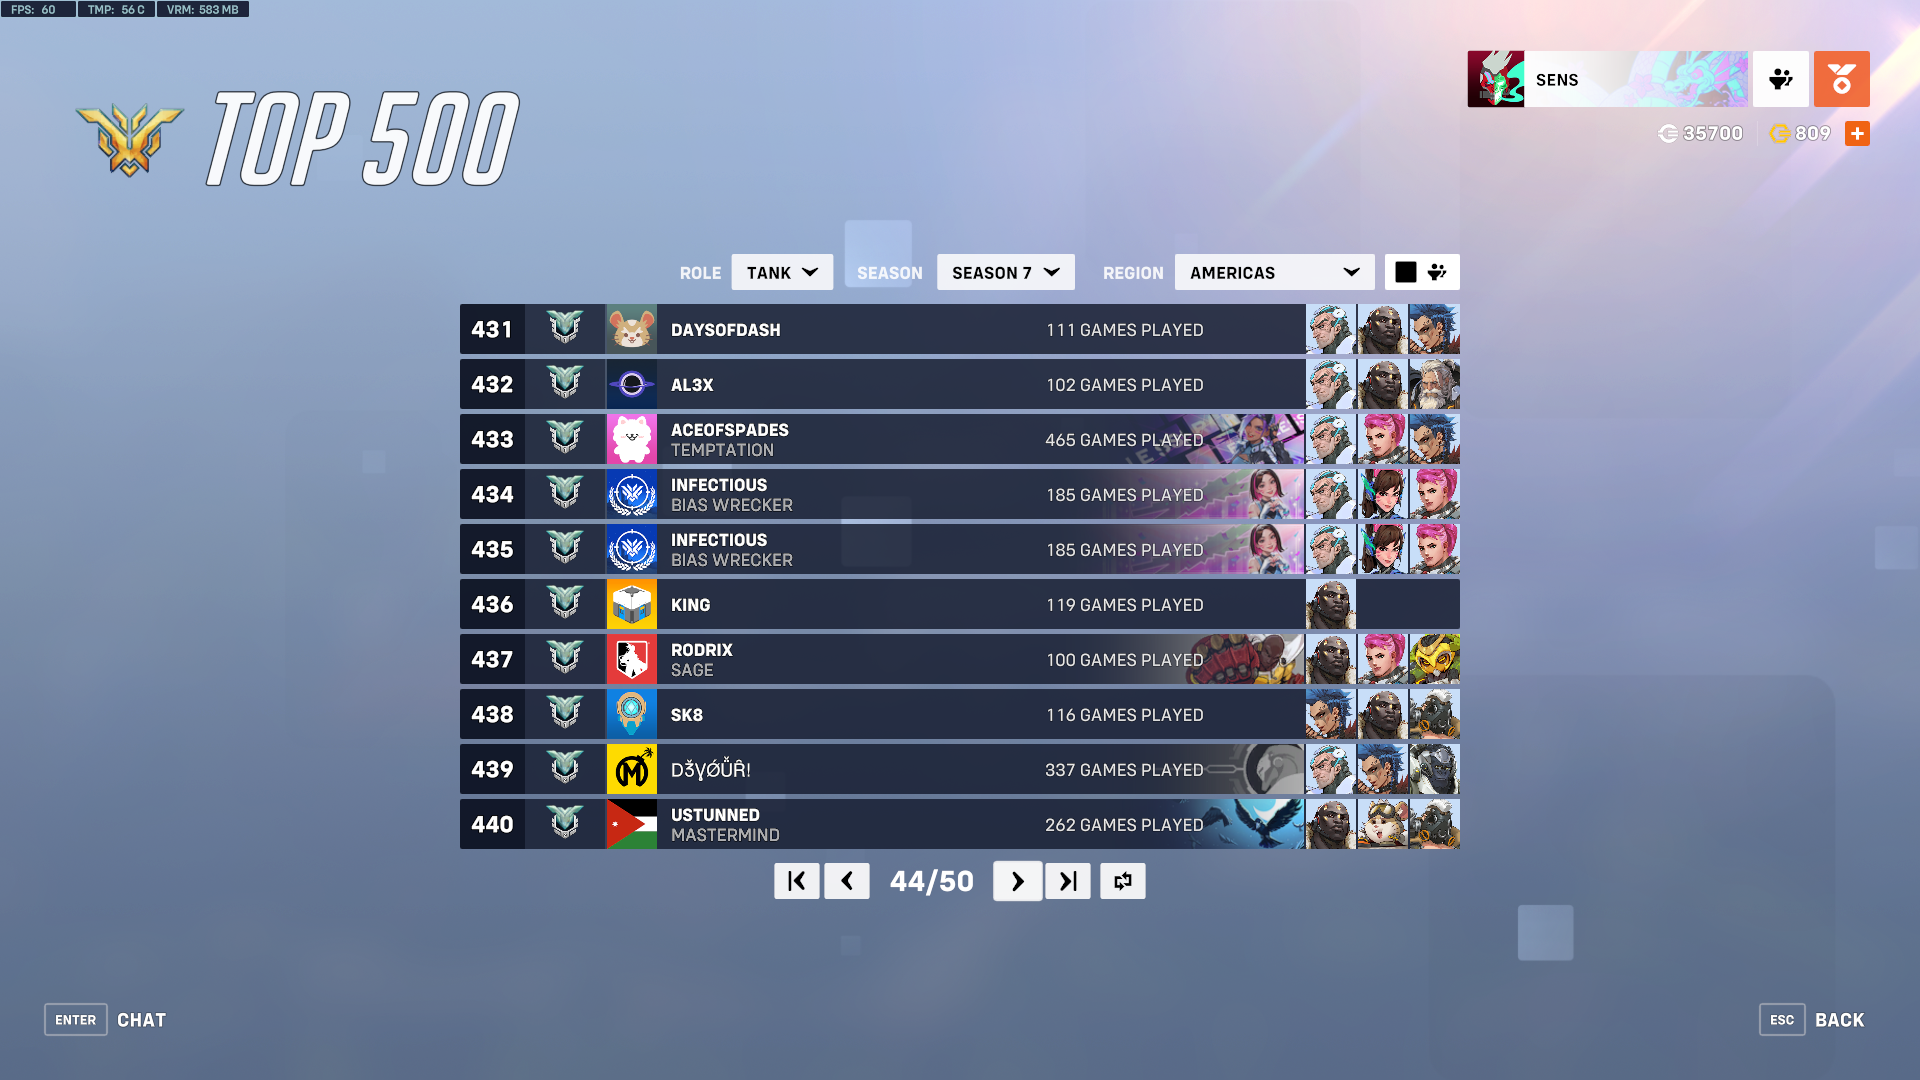 FPS: 60 TMP: 56 C VRM: 583 MB
TOP 500
SENS
35700 809
ROLE TANK SEASON SEASON 7 REGION AMERICAS
431 DAYSOFDASH 111 GAMES PLAYED
432 AL3X 102 GAMES PLAYED
433 ACEOFSPADES 465 GAMES PLAYED
TEMPTATION
434 INFECTIOUS 185 GAMES PLAYED
BIAS WRECKER
435 INFECTIOUS 185 GAMES PLAYED
BIAS WRECKER
436 KING 119 GAMES PLAYED
437 RODRIX 100 GAMES PLAYED
SAGE
438 SK8 116 GAMES PLAYED
439 337 GAMES PLAYED
440 USTUNNED 262 GAMES PLAYED
MASTERMIND
44/50
ENTER CHAT
ESC BACK